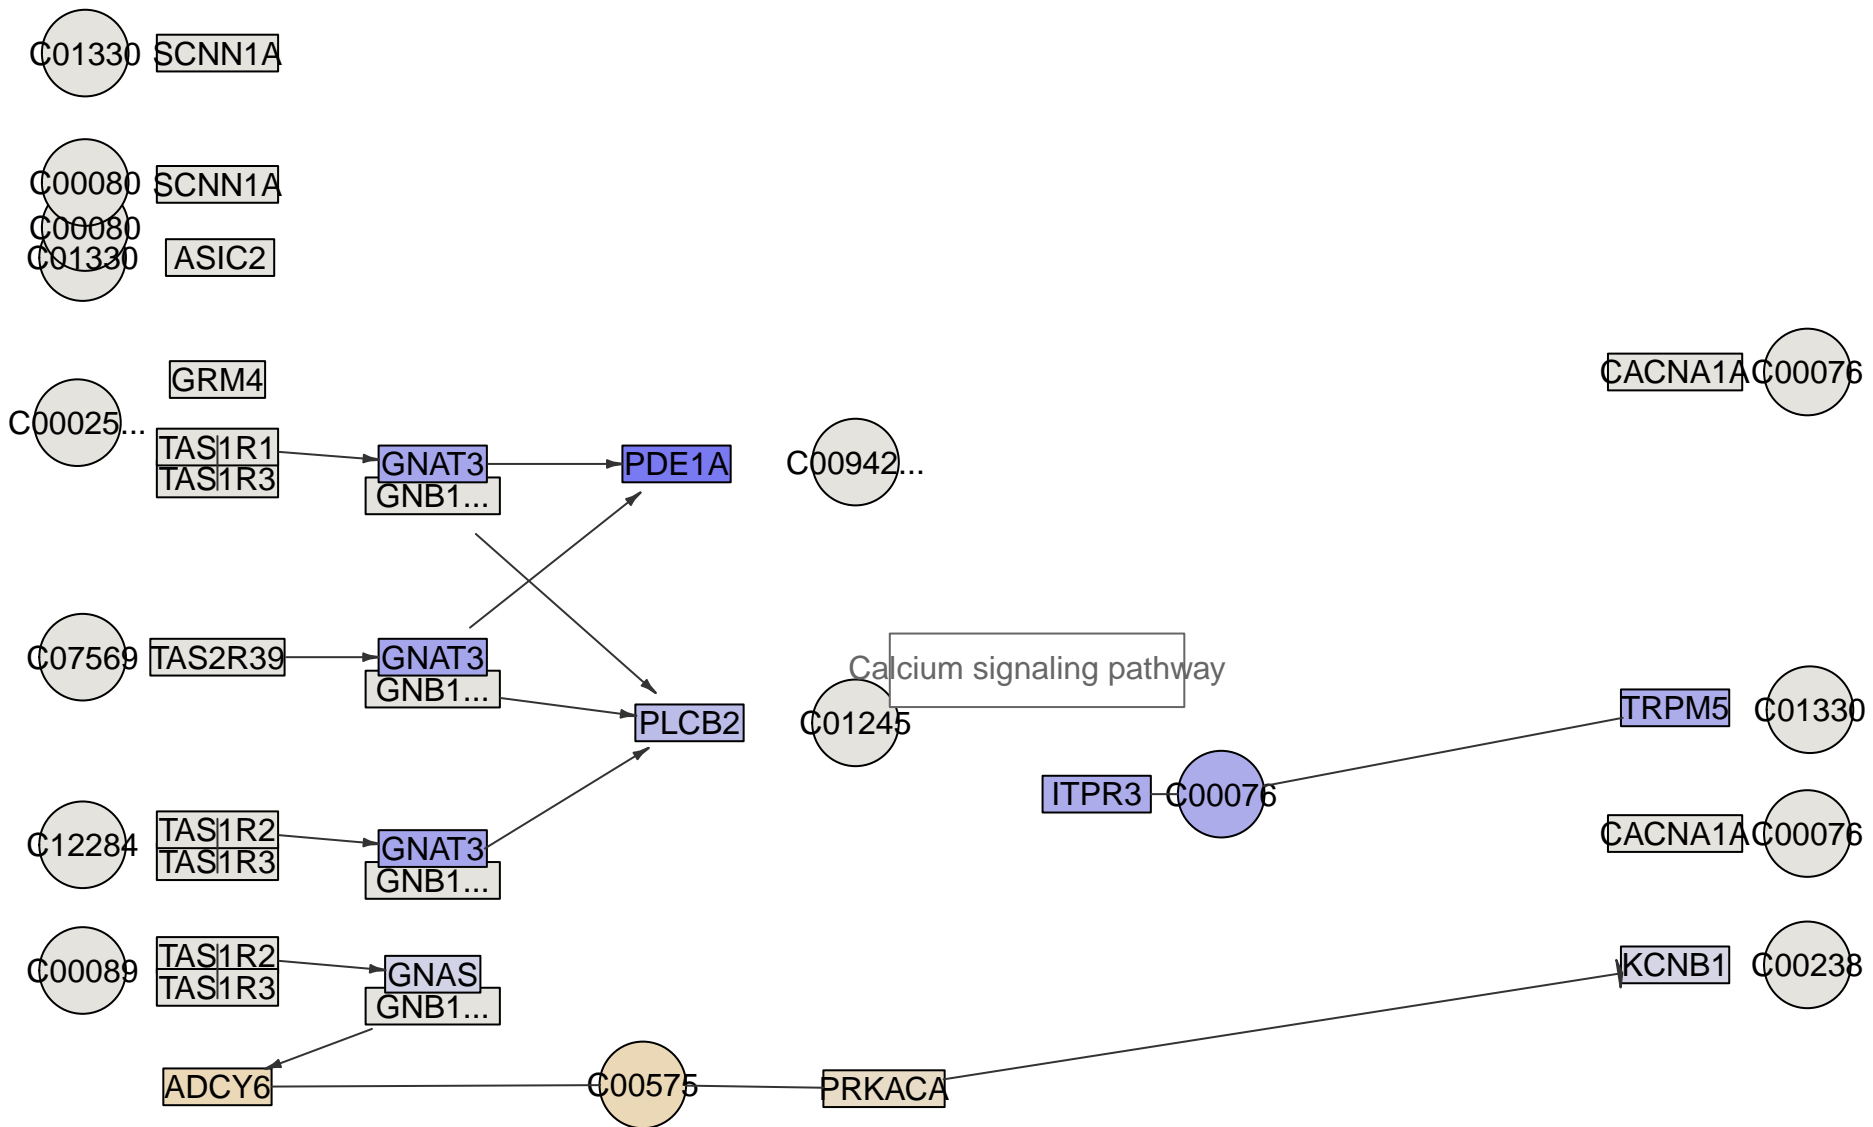 C01330 SCNN1A
C00080 SCNN1A
C00080
C01330 ASIC2
GRM4
CACNA1A C00076
C00025...
TAS1R1
GNAT3 PDE1A C00942...
TAS1R3
GNB1...
C07569 TAS2R39 GNAT3
Calcium signaling pathway
GNB1...
PLCB2 C01245
TRPM5 C01330
ITPR3 C00076
TAS1R2
CACNA1A C00076
C12284
GNAT3
TAS1R3
GNB1...
TAS1R2
KCNB1 C00238
C00089
GNAS
TAS1R3
GNB1...
ADCY6 C00575 PRKACA